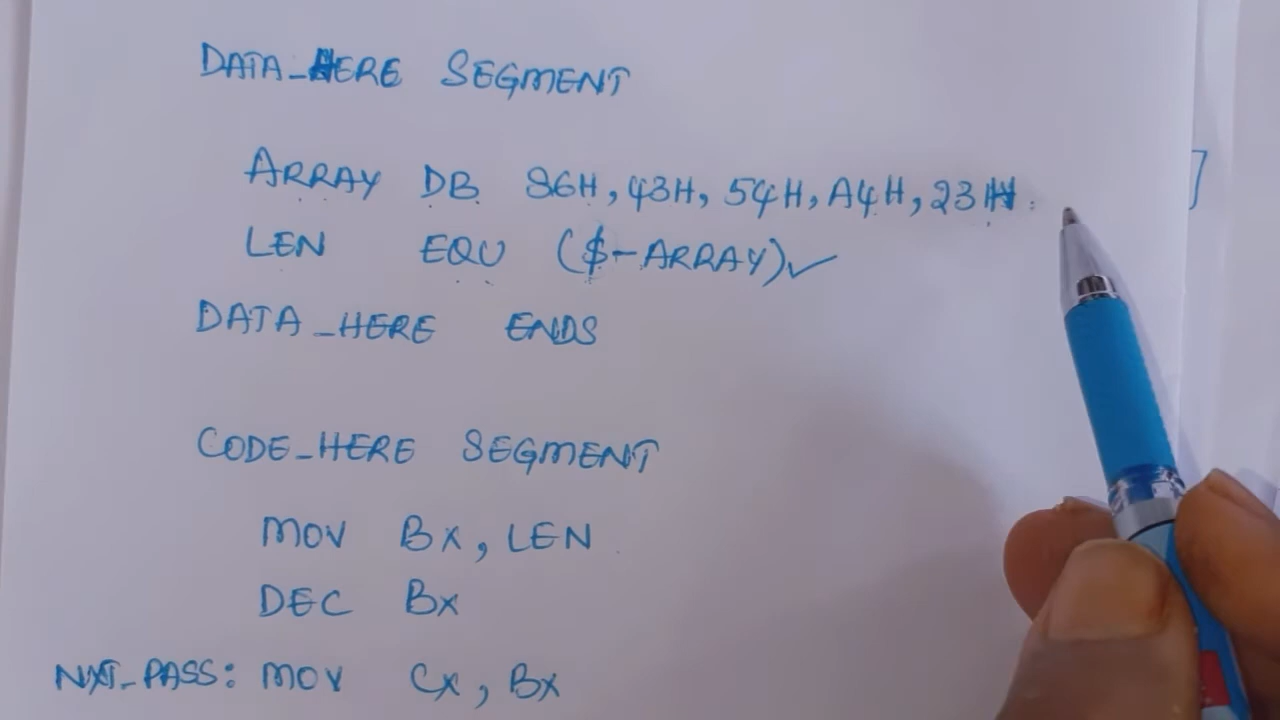 DATA_HERE SEGMENT
ARRAY DB 86H, 43H, 54H, A4H, 23H
LEN EQU ($-ARRAY)✓
DATA_HERE ENDS
CODE_HERE SEGMENT
MOV BX, LEN
DEC BX
NXT_PASS: MOV CX, BX